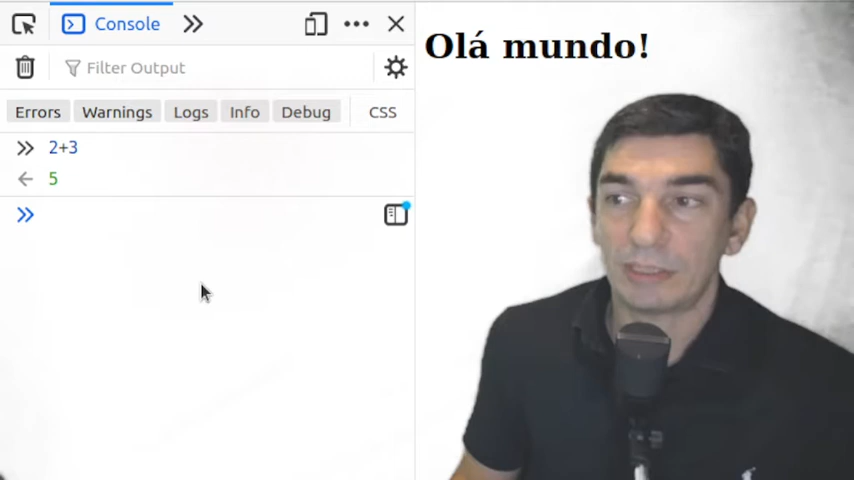 Console
Filter Output
Errors Warnings Logs Info Debug CSS
2+3
5
Olá mundo!